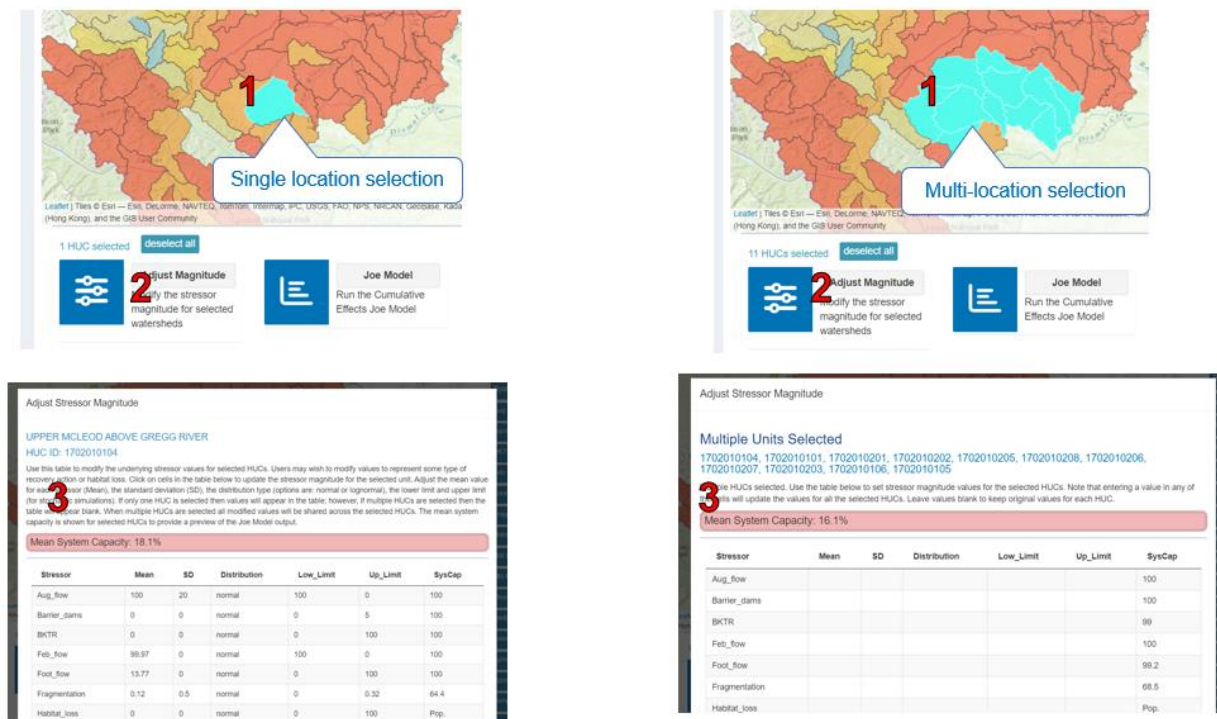 1
Single location selection
Leaflet | Tiles © Esri — Esri, DeLorme, NAVTEQ, TomTom, Intermap, iPC, USGS, FAO, NPS, NRCAN, GeoBase, Kada
(Hong Kong), and the GIS User Community
1 HUC selected deselect all
2
Adjust Magnitude
Modify the stressor
magnitude for selected
watersheds
Joe Model
Run the Cumulative
Effects Joe Model
1
Multi-location selection
Leaflet | Tiles © Esri — Esri, DeLorme, NAVTEQ,
(Hong Kong), and the GIS User Community
11 HUCs selected deselect all
2
Adjust Magnitude
Modify the stressor
magnitude for selected
watersheds
Joe Model
Run the Cumulative
Effects Joe Model
Adjust Stressor Magnitude
UPPER MCLEOD ABOVE GREGG RIVER
HUC ID: 1702010104
Use this table to modify the underlying stressor values for selected HUCs. Users may wish to modify values to represent some type of
recovery action or habitat loss. Click on cells in the table below to update the stressor magnitude for the selected unit. Adjust the mean value
for each stressor (Mean), the standard deviation (SD), the distribution type (options are: normal or lognormal), the lower limit and upper limit
(for stochastic simulations). If only one HUC is selected then values will appear in the table, however, if multiple HUCs are selected then the
table will appear blank. When multiple HUCs are selected all modified values will be shared across the selected HUCs. The mean system
capacity is shown for selected HUCs to provide a preview of the Joe Model output.
3
Mean System Capacity: 18.1%
Stressor Mean SD Distribution Low_Limit Up_Limit SysCap
Aug_flow 100 20 normal 100 0 100
Barrier_dams 0 0 normal 0 5 100
BKTR 0 0 normal 0 100 100
Feb_flow 99.97 0 normal 100 0 100
Foot_flow 13.77 0 normal 0 100 100
Fragmentation 0.12 0.5 normal 0 0.32 64.4
Habitat_loss 0 0 normal 0 100 Pop.
Adjust Stressor Magnitude
Multiple Units Selected
1702010104, 1702010101, 1702010201, 1702010202, 1702010205, 1702010208, 1702010206,
1702010207, 1702010203, 1702010106, 1702010105
Multiple HUCs selected. Use the table below to set stressor magnitude values for the selected HUCs. Note that entering a value in any of
the cells will update the values for all the selected HUCs. Leave values blank to keep original values for each HUC.
3
Mean System Capacity: 16.1%
Stressor Mean SD Distribution Low_Limit Up_Limit SysCap
Aug_flow 100
Barrier_dams 100
BKTR 99
Feb_flow 100
Foot_flow 99.2
Fragmentation 68.5
Habitat_loss Pop.